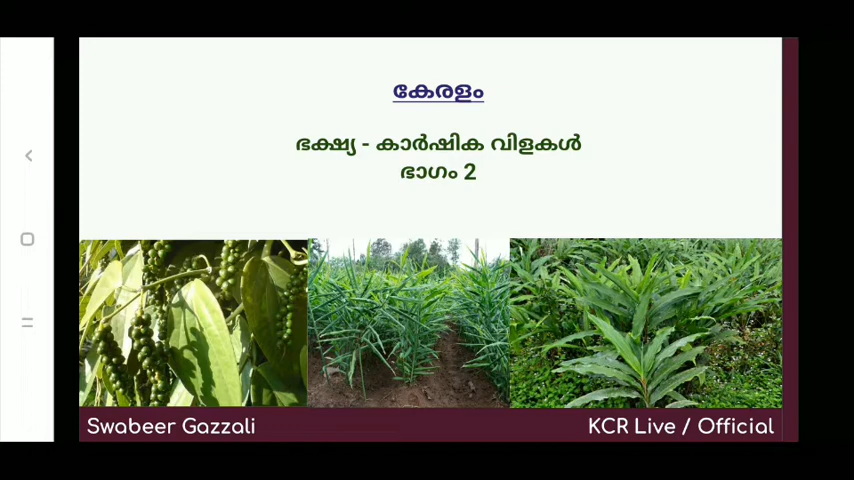 കേരളം
ഭക്ഷ്യ - കാർഷിക വിളകൾ
ഭാഗം 2
Swabeer Gazzali
KCR Live / Official